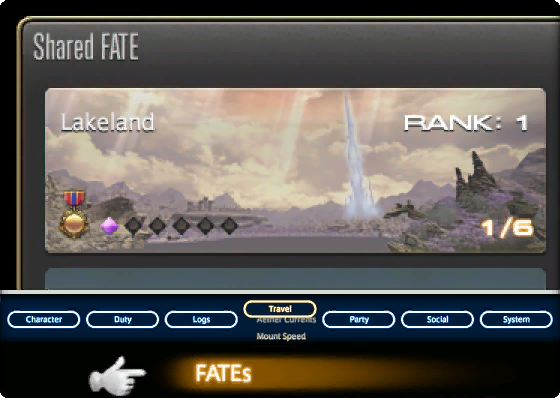 Shared FATE
Lakeland
RANK: 1
1/6
Character
Duty
Logs
Travel
Party
Social
System
Aether Currents
Mount Speed
FATEs